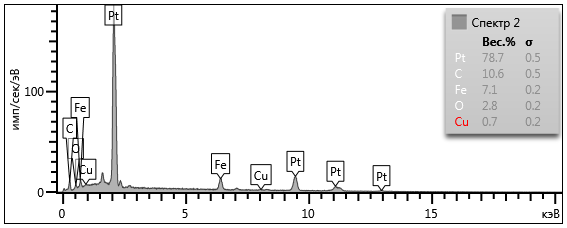 Pt
Спектр 2
Вес.% σ
Pt 78.7 0.5
C 10.6 0.5
Fe 7.1 0.2
O 2.8 0.2
Cu 0.7 0.2
имп/сек/эВ
100
0
C
O
Fe
Cu
Fe
Cu
Pt
Pt
Pt
0 5 10 15 кэВ